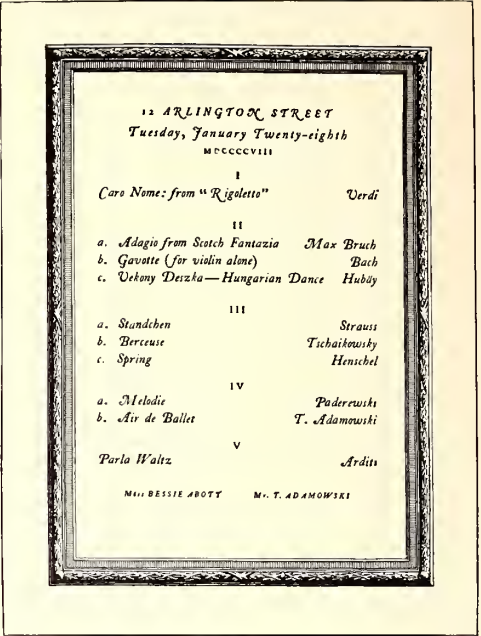 12 ARLINGTON STREET
Tuesday, January Twenty-eighth
MDCCCCVIII
I
Caro Nome: from "Rigoletto" Verdi
II
a. Adagio from Scotch Fantazia Max Bruch
b. Gavotte (for violin alone) Bach
c. Vekony Deszka—Hungarian Dance Hubäy
III
a. Standchen Strauss
b. Berceuse Tschaikowsky
c. Spring Henschel
IV
a. Melodie Paderewski
b. Air de Ballet T. Adamowski
V
Parla Waltz Arditi
Miss BESSIE ABOTT Mr. T. ADAMOWSKI